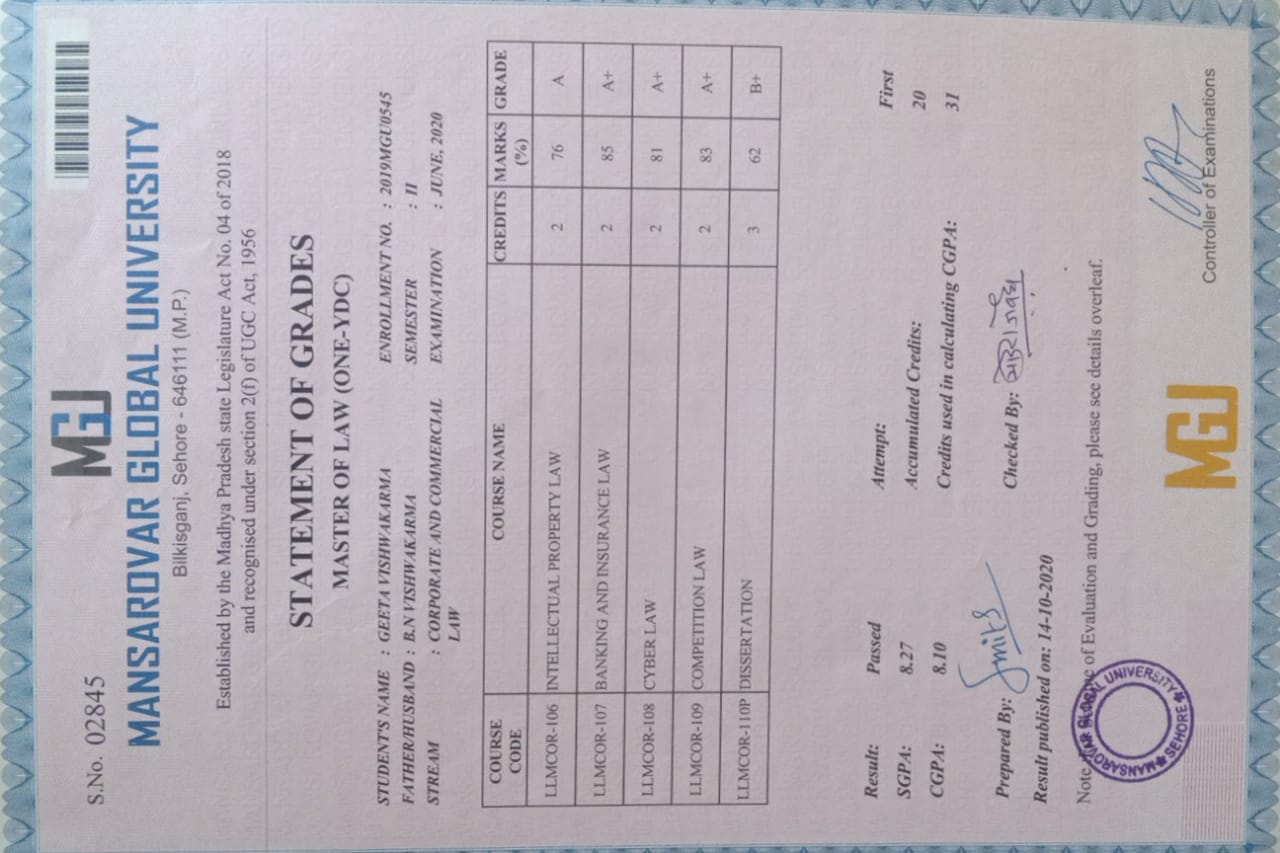 S.No. 02845
MGU
MANSAROVAR GLOBAL UNIVERSITY
Bilkisganj, Sehore - 646111 (M.P.)
Established by the Madhya Pradesh state Legislature Act No. 04 of 2018
and recognised under section 2(f) of UGC Act, 1956
STATEMENT OF GRADES
MASTER OF LAW (ONE-YDC)
STUDENT'S NAME : GEETA VISHWAKARMA ENROLLMENT NO. : 2019MGU0545
FATHER/HUSBAND : B.N VISHWAKARMA SEMESTER : II
STREAM : CORPORATE AND COMMERCIAL EXAMINATION : JUNE, 2020
LAW
COURSE CODE COURSE NAME CREDITS MARKS (%) GRADE
LLMCOR-106 INTELLECTUAL PROPERTY LAW 2 76 A
LLMCOR-107 BANKING AND INSURANCE LAW 2 85 A+
LLMCOR-108 CYBER LAW 2 81 A+
LLMCOR-109 COMPETITION LAW 2 83 A+
LLMCOR-110P DISSERTATION 3 62 B+
Result: Passed Attempt: First
SGPA: 8.27 Accumulated Credits: 20
CGPA: 8.10 Credits used in calculating CGPA: 31
Prepared By: Checked By:
Result published on: 14-10-2020
Note of Evaluation and Grading, please see details overleaf.
MANSAROVAR GLOBAL UNIVERSITY
SEHORE
MGU
Controller of Examinations